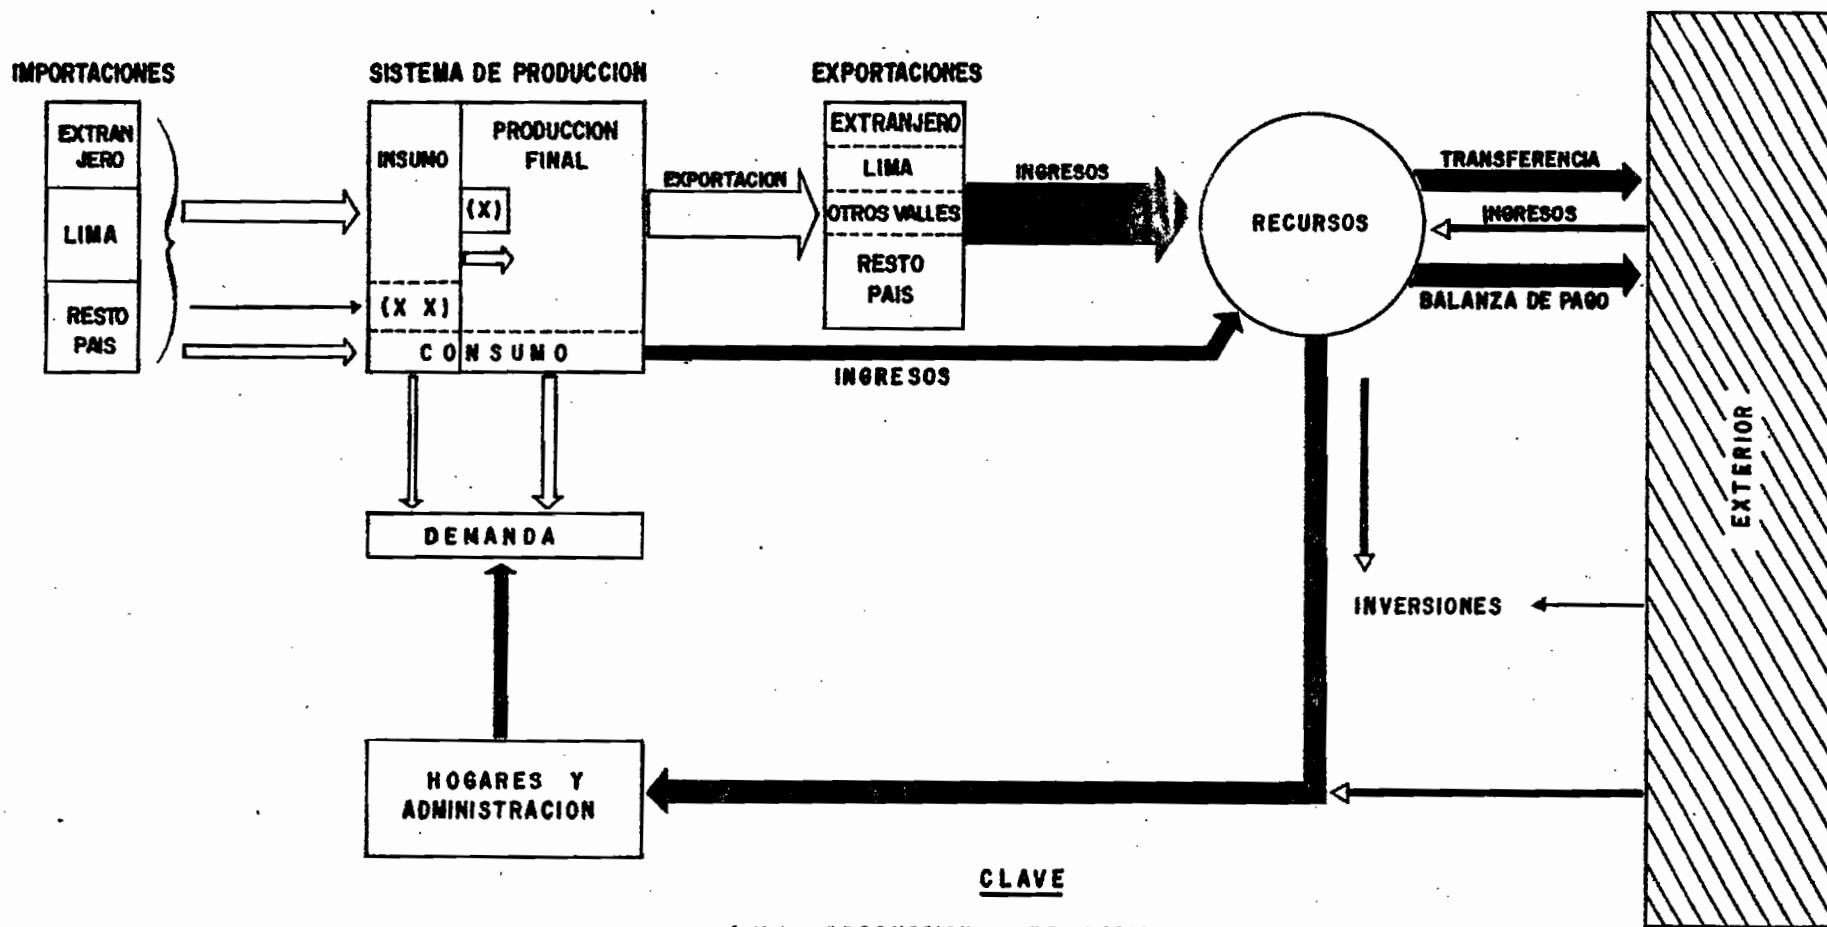 IMPORTACIONES
EXTRAN
JERO
LIMA
RESTO
PAIS
SISTEMA DE PRODUCCION
INSUMO
PRODUCCION
FINAL
(X)
(X X)
CONSUMO
EXPORTACION
EXPORTACIONES
EXTRANJERO
LIMA
OTROS VALLES
RESTO
PAIS
INGRESOS
INGRESOS
RECURSOS
TRANSFERENCIA
INGRESOS
BALANZA DE PAGO
EXTERIOR
DEMANDA
INVERSIONES
HOGARES Y
ADMINISTRACION
CLAVE